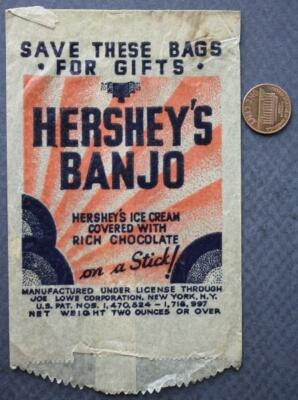 SAVE THESE BAGS
• FOR GIFTS •
HERSHEY'S
BANJO
HERSHEY'S ICE CREAM
COVERED WITH
RICH CHOCOLATE
on a Stick!
MANUFACTURED UNDER LICENSE THROUGH
JOE LOWE CORPORATION, NEW YORK, N.Y.
U.S. PAT. NOS. 1,470,524 - 1,718,997
NET WEIGHT TWO OUNCES OR OVER